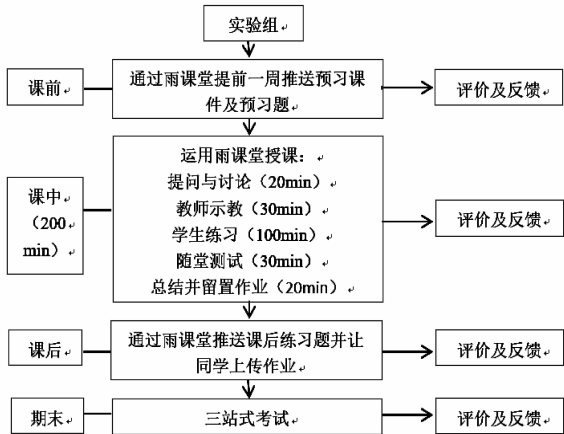 实验组
课前
通过雨课堂提前一周推送预习课
件及预习题
评价及反馈
课中
（200
min）
运用雨课堂授课：
提问与讨论（20min）
教师示教（30min）
学生练习（100min）
随堂测试（30min）
总结并留置作业（20min）
评价及反馈
课后
通过雨课堂推送课后练习题并让
同学上传作业
评价及反馈
期末
三站式考试
评价及反馈